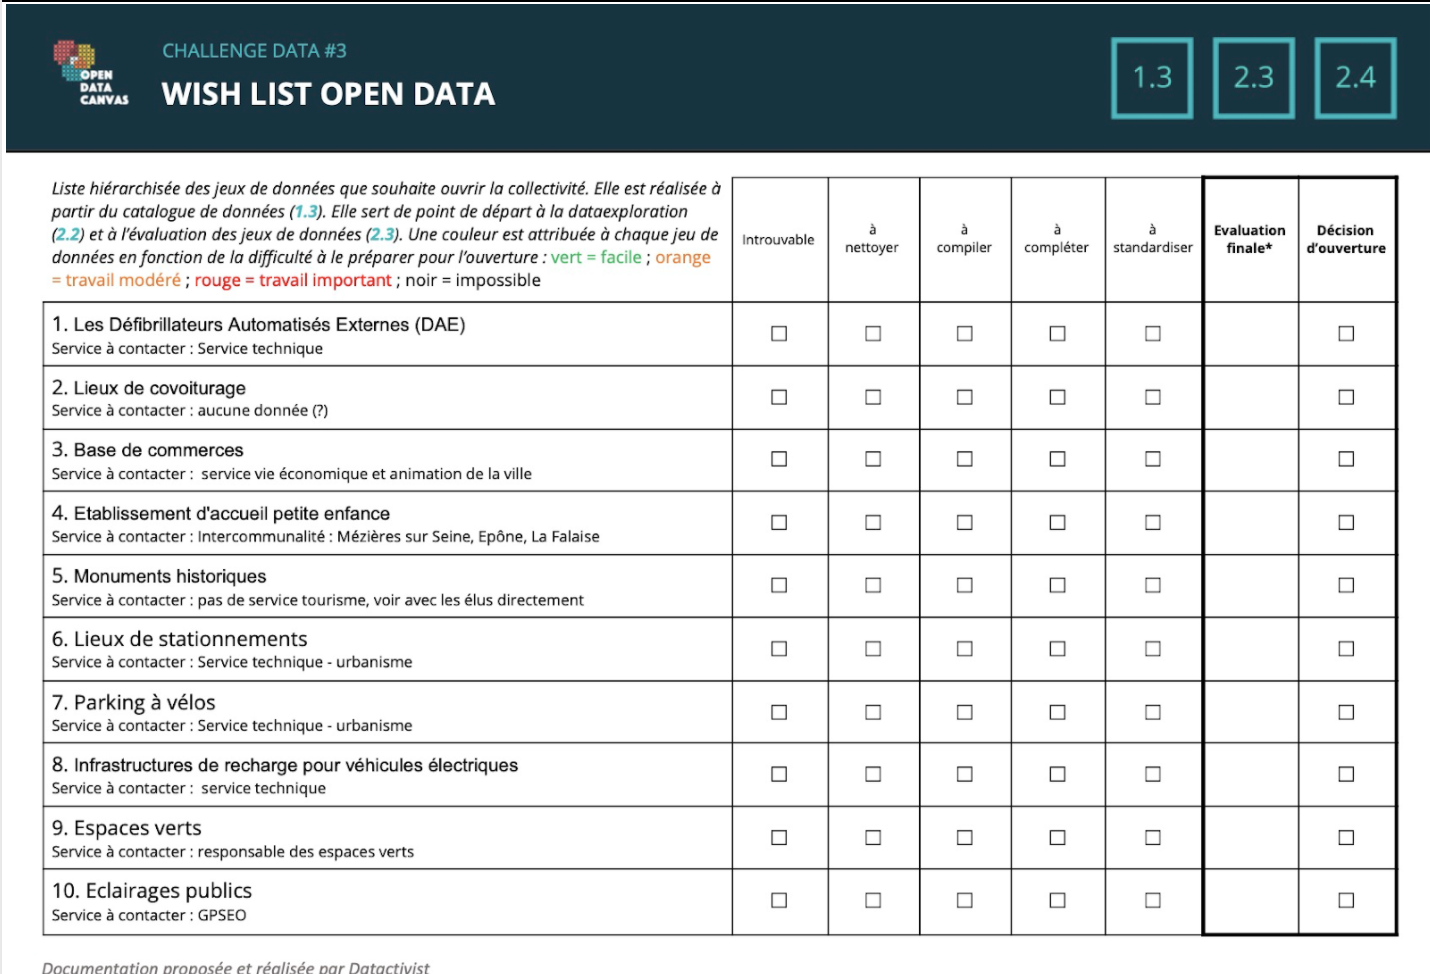 OPEN
DATA
CANVAS
CHALLENGE DATA #3
WISH LIST OPEN DATA
1.3
2.3
2.4
Liste hiérarchisée des jeux de données que souhaite ouvrir la collectivité. Elle est réalisée à
partir du catalogue de données (1.3). Elle sert de point de départ à la dataexploration
(2.2) et à l'évaluation des jeux de données (2.3). Une couleur est attribuée à chaque jeu de
données en fonction de la difficulté à le préparer pour l'ouverture : vert = facile ; orange
= travail modéré ; rouge = travail important ; noir = impossible
Introuvable
à
nettoyer
à
compiler
à
compléter
à
standardiser
Evaluation
finale*
Décision
d'ouverture
1. Les Défibrillateurs Automatisés Externes (DAE)
Service à contacter : Service technique
2. Lieux de covoiturage
Service à contacter : aucune donnée (?)
3. Base de commerces
Service à contacter : service vie économique et animation de la ville
4. Etablissement d'accueil petite enfance
Service à contacter : Intercommunalité : Mézières sur Seine, Epône, La Falaise
5. Monuments historiques
Service à contacter : pas de service tourisme, voir avec les élus directement
6. Lieux de stationnements
Service à contacter : Service technique - urbanisme
7. Parking à vélos
Service à contacter : Service technique - urbanisme
8. Infrastructures de recharge pour véhicules électriques
Service à contacter : service technique
9. Espaces verts
Service à contacter : responsable des espaces verts
10. Eclairages publics
Service à contacter : GPSEO
Documentation proposée et réalisée par Datactivist